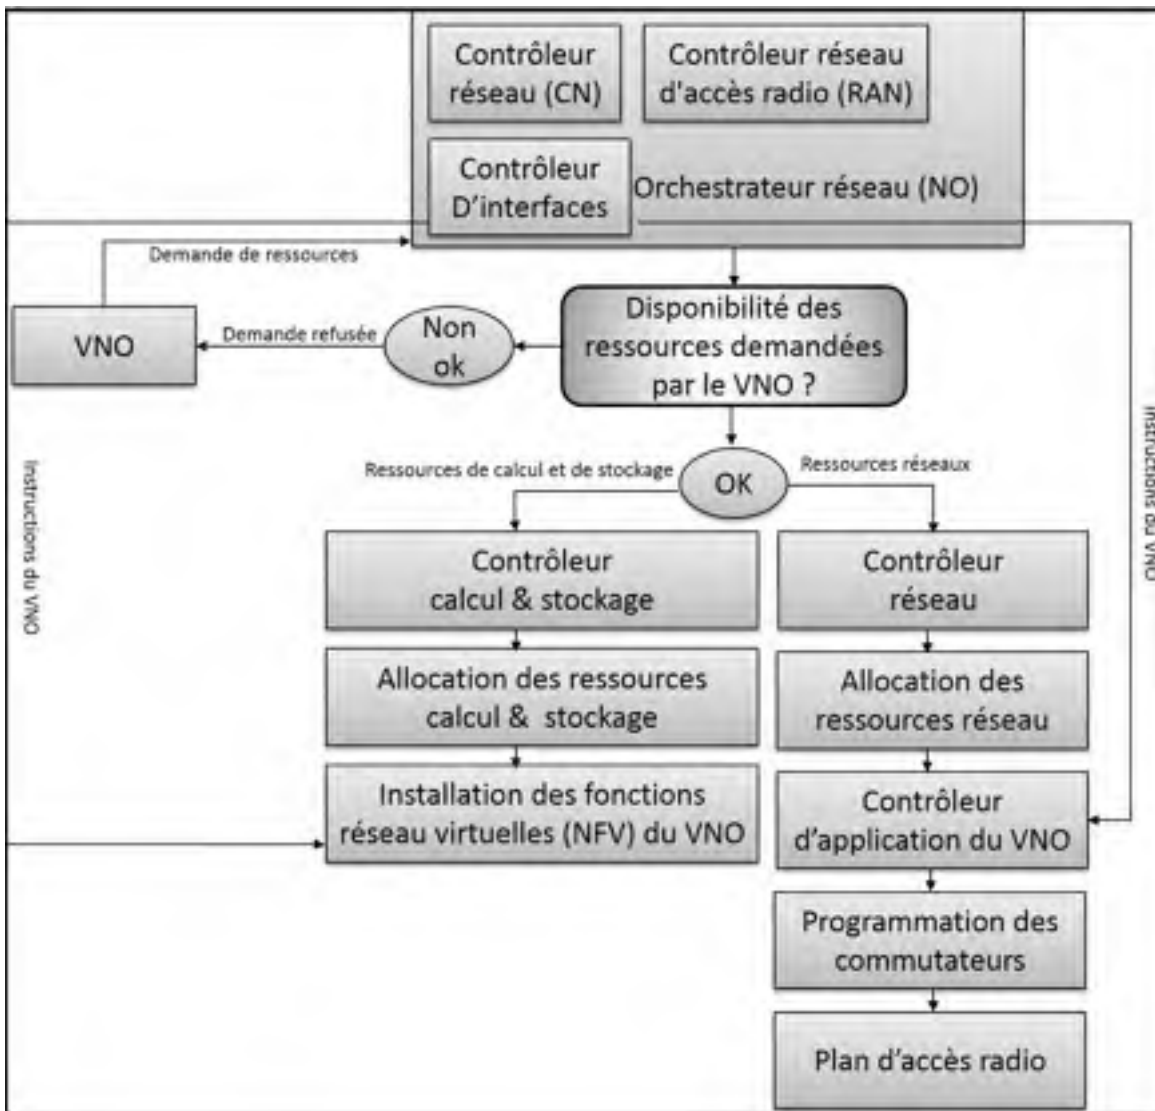 Contrôleur
réseau (CN)
Contrôleur réseau
d'accès radio (RAN)
Contrôleur
D'interfaces
Orchestrateur réseau (NO)
Demande de ressources
VNO
Demande refusée
Non
ok
Disponibilité des
ressources demandées
par le VNO ?
Instructions du VNO
Instructions du VNO
Ressources de calcul et de stockage
OK
Ressources réseaux
Contrôleur
calcul & stockage
Contrôleur
réseau
Allocation des ressources
calcul & stockage
Allocation des
ressources réseau
Installation des fonctions
réseau virtuelles (NFV) du VNO
Contrôleur
d'application du VNO
Programmation des
commutateurs
Plan d'accès radio